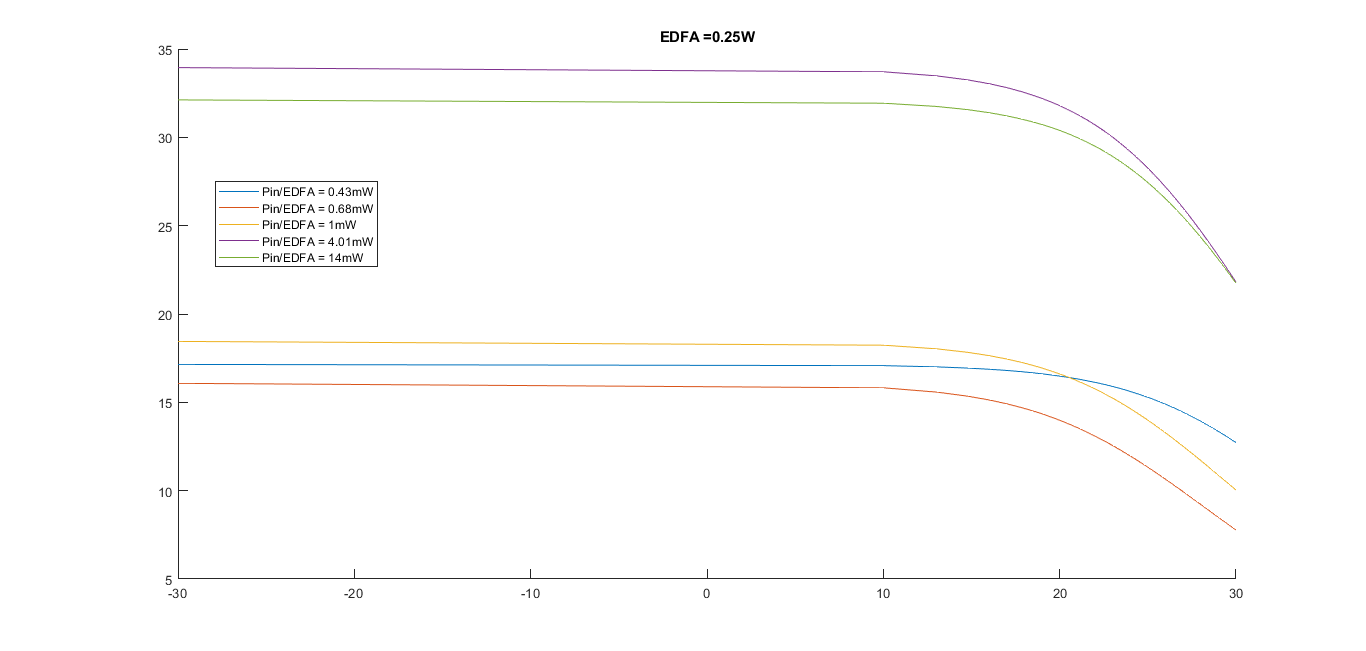 EDFA =0.25W
35
30
25
20
15
10
5
Pin/EDFA = 0.43mW
Pin/EDFA = 0.68mW
Pin/EDFA = 1mW
Pin/EDFA = 4.01mW
Pin/EDFA = 14mW
-30 -20 -10 0 10 20 30